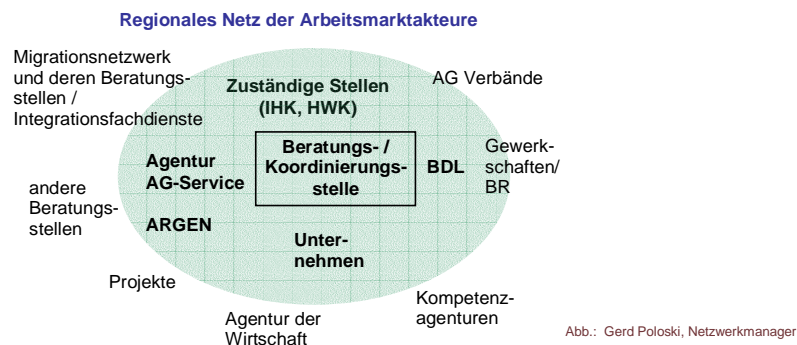 Regionales Netz der Arbeitsmarktakteure
Migrationsnetzwerk
und deren Beratungs-
stellen /
Integrationsfachdienste
Zuständige Stellen
(IHK, HWK)
AG Verbände
Beratungs- /
Koordinierungs-
stelle
Agentur
AG-Service
BDL
Gewerk-
schaften/
BR
andere
Beratungs-
stellen
ARGEN
Unter-
nehmen
Projekte
Kompetenz-
agenturen
Agentur der
Wirtschaft
Abb.: Gerd Poloski, Netzwerkmanager